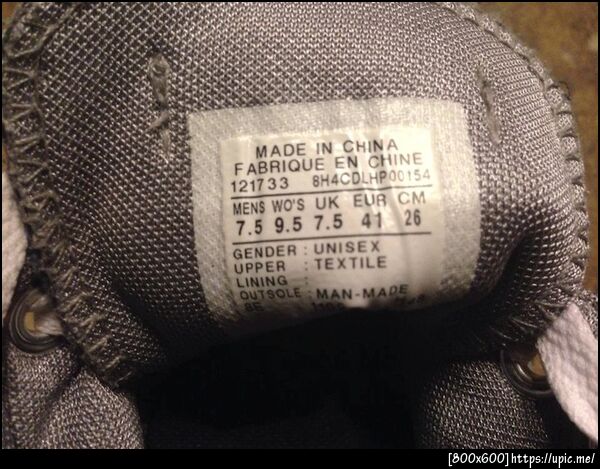 MADE IN CHINA
FABRIQUE EN CHINE
121733 8H4CDLHP00154
MENS WO'S UK EUR CM
7.5 9.5 7.5 41 26
GENDER : UNISEX
UPPER : TEXTILE
LINING :
OUTSOLE : MAN-MADE
[800x600]https://upic.me/